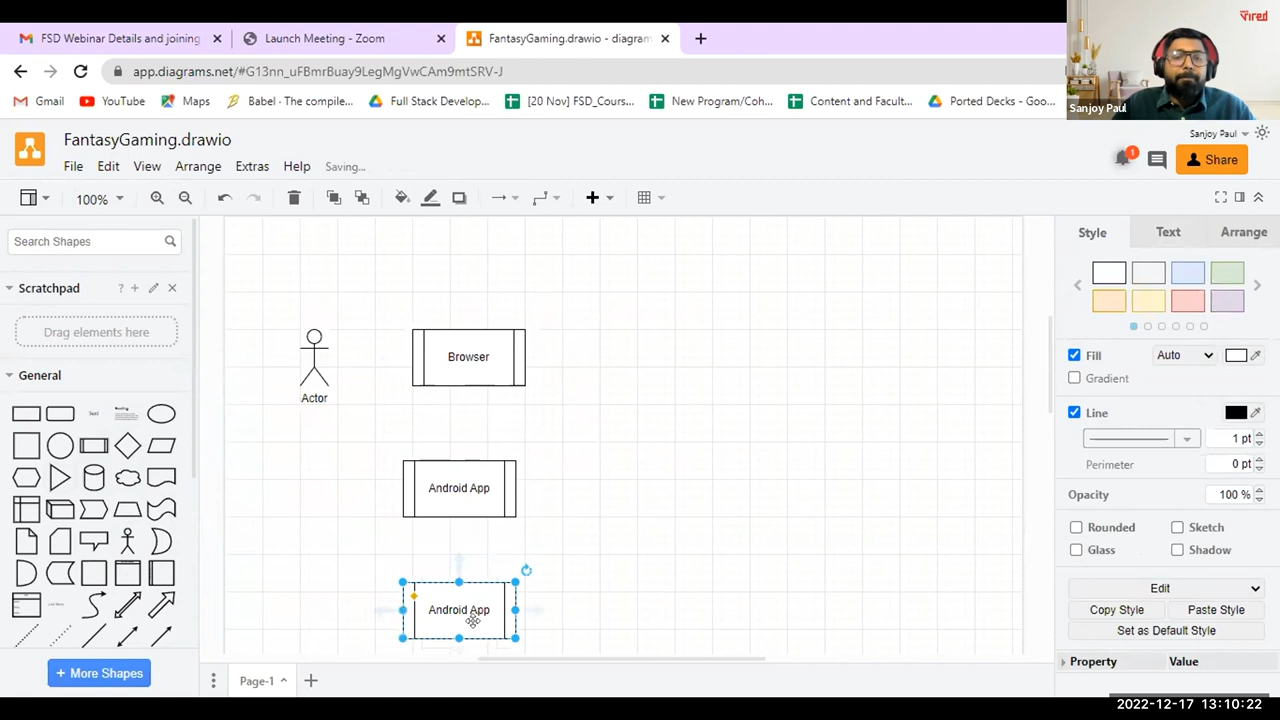 FSD Webinar Details and joining
Launch Meeting - Zoom
FantasyGaming.drawio - diagram
vired
app.diagrams.net/#G13nn_uFBmrBuay9LegMgVwCAm9mtSRV-J
Gmail
YouTube
Maps
Babel · The compile...
Full Stack Develop...
[20 Nov] FSD_Cours...
New Program/Coh...
Content and Facult...
Ported Decks - Goo...
Sanjoy Paul
FantasyGaming.drawio
Sanjoy Paul
File
Edit
View
Arrange
Extras
Help
Saving...
1
Share
100%
Search Shapes
Style
Text
Arrange
Scratchpad
?
Drag elements here
General
Text
Heading
Browser
Actor
Android App
Android App
Fill
Auto
Gradient
Line
1 pt
Perimeter
0 pt
Opacity
100 %
Rounded
Sketch
Glass
Shadow
Edit
Copy Style
Paste Style
Set as Default Style
Property
Value
+ More Shapes
Page-1
2022-12-17 13:10:22